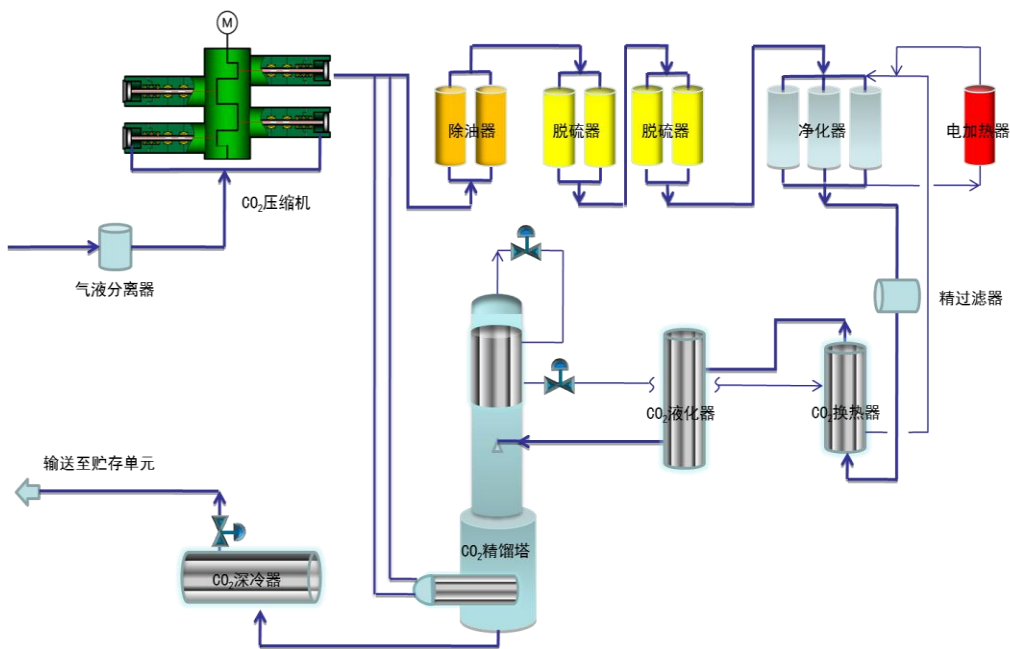 M
除油器
脱硫器
脱硫器
净化器
电加热器
CO₂压缩机
气液分离器
精过滤器
CO₂液化器
CO₂换热器
输送至贮存单元
CO₂精馏塔
CO₂深冷器